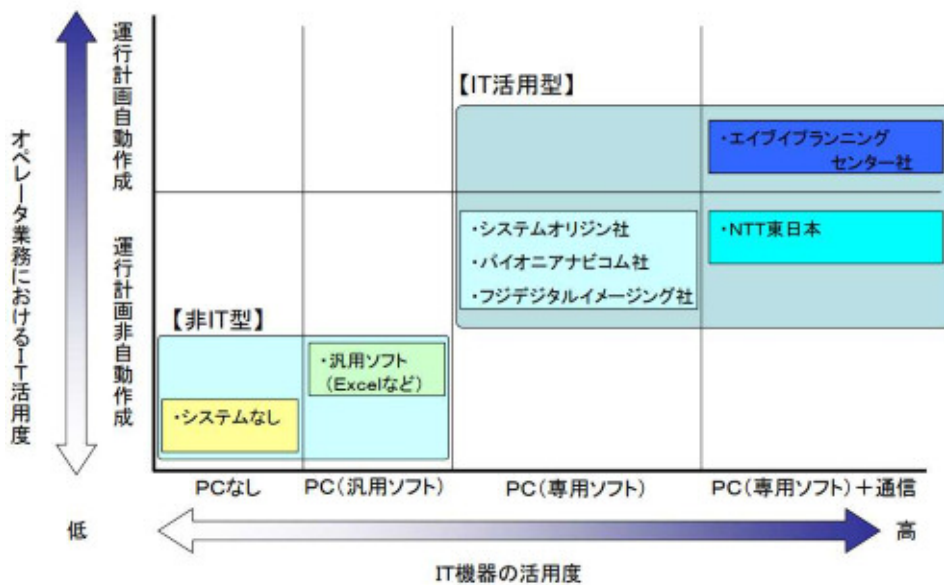 運行計画自動作成
オペレータ業務におけるIT活用度
運行計画非自動作成
【IT活用型】
・エイブイプランニング
センター社
・システムオリジン社
・パイオニアナビコム社
・フジデジタルイメージング社
・NTT東日本
【非IT型】
・汎用ソフト
(Excelなど)
・システムなし
PCなし
PC(汎用ソフト)
PC(専用ソフト)
PC(専用ソフト)+通信
低
高
IT機器の活用度